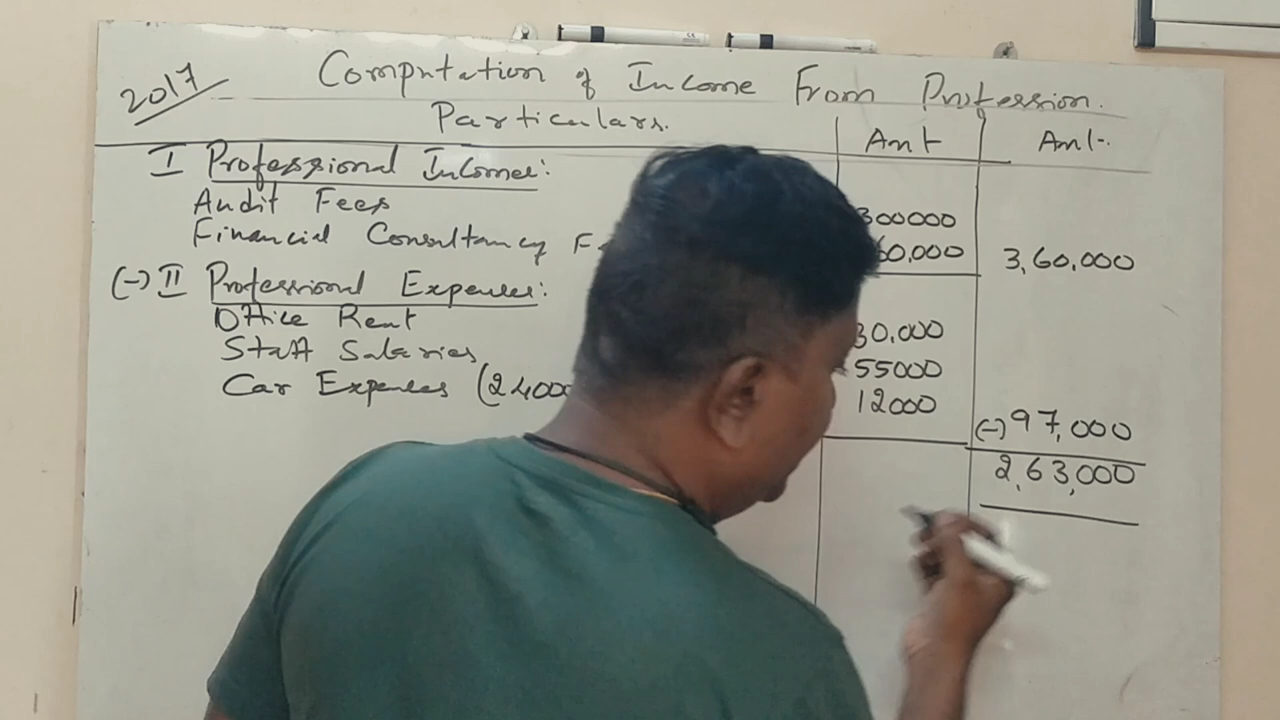 2017
Computation of Income From Profession.
Particulars. Amt Amt.
I Professional Income:
Audit Fees 300000
Financial Consultancy 60,000 3,60,000
(-) II Professional Expenses:
Office Rent 30,000
Staff Salaries 55000
Car Expenses (24000 12000
(-) 97,000
2,63,000